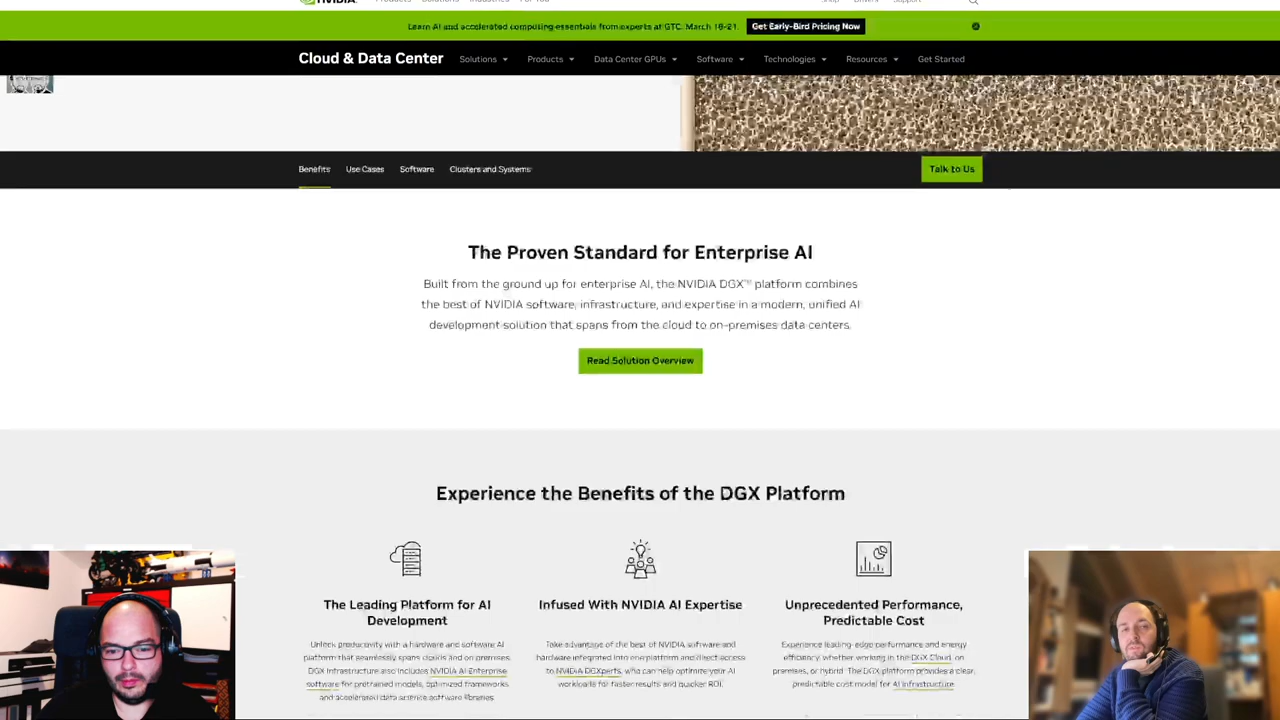 NVIDIA.
Products Solutions Industries For You Shop Drivers Support
Learn AI and accelerated computing essentials from experts at GTC. March 18-21. Get Early-Bird Pricing Now
Cloud & Data Center Solutions Products Data Center GPUs Software Technologies Resources Get Started
Benefits Use Cases Software Clusters and Systems Talk to Us
The Proven Standard for Enterprise AI
Built from the ground up for enterprise AI, the NVIDIA DGX™ platform combines
the best of NVIDIA software, infrastructure, and expertise in a modern, unified AI
development solution that spans from the cloud to on-premises data centers.
Read Solution Overview
Experience the Benefits of the DGX Platform
The Leading Platform for AI
Development
Unlock productivity with a hardware and software AI
platform that seamlessly spans clouds and on premises.
DGX Infrastructure also includes NVIDIA AI Enterprise
software for pretrained models, optimized frameworks
and accelerated data science software libraries.
Infused With NVIDIA AI Expertise
Take advantage of the best of NVIDIA software and
hardware integrated into one platform and direct access
to NVIDIA DGXperts, who can help optimize your AI
workloads for faster results and quicker ROI.
Unprecedented Performance,
Predictable Cost
Experience leading-edge performance and energy
efficiency, whether working in the DGX Cloud, on
premises, or hybrid. The DGX platform provides a clear,
predictable cost model for AI infrastructure.